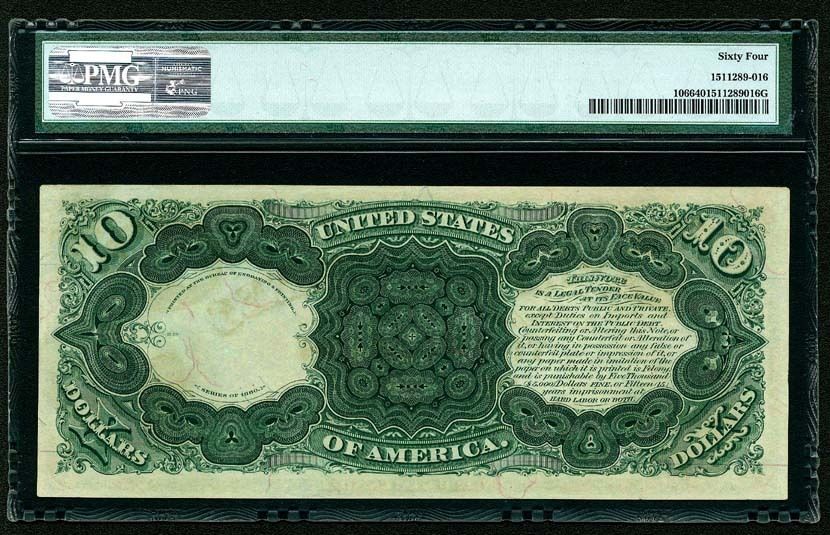 PMG
PAPER MONEY GUARANTY
NUMISMATIC
PNG
Sixty Four
1511289-016
1066401511289016G
10
UNITED STATES
10
PRINTED AT THE BUREAU OF ENGRAVING & PRINTING.
THIS NOTE
IS A LEGAL TENDER
AT ITS FACE VALUE
FOR ALL DEBTS PUBLIC AND PRIVATE,
except Duties on Imports and
INTEREST ON THE PUBLIC DEBT.
Counterfeiting or Altering this Note, or
passing any Counterfeit or Alteration of
it, or having in possession any false or
counterfeit plate or impression of it, or
any paper made in imitation of the
paper on which it is printed is Felony,
and is punishable by Five Thousand
$5,000 Dollars FINE, or Fifteen 15,
years imprisonment at
HARD LABOR OR BOTH.
SERIES OF 1880.
DOLLARS
OF AMERICA.
DOLLARS